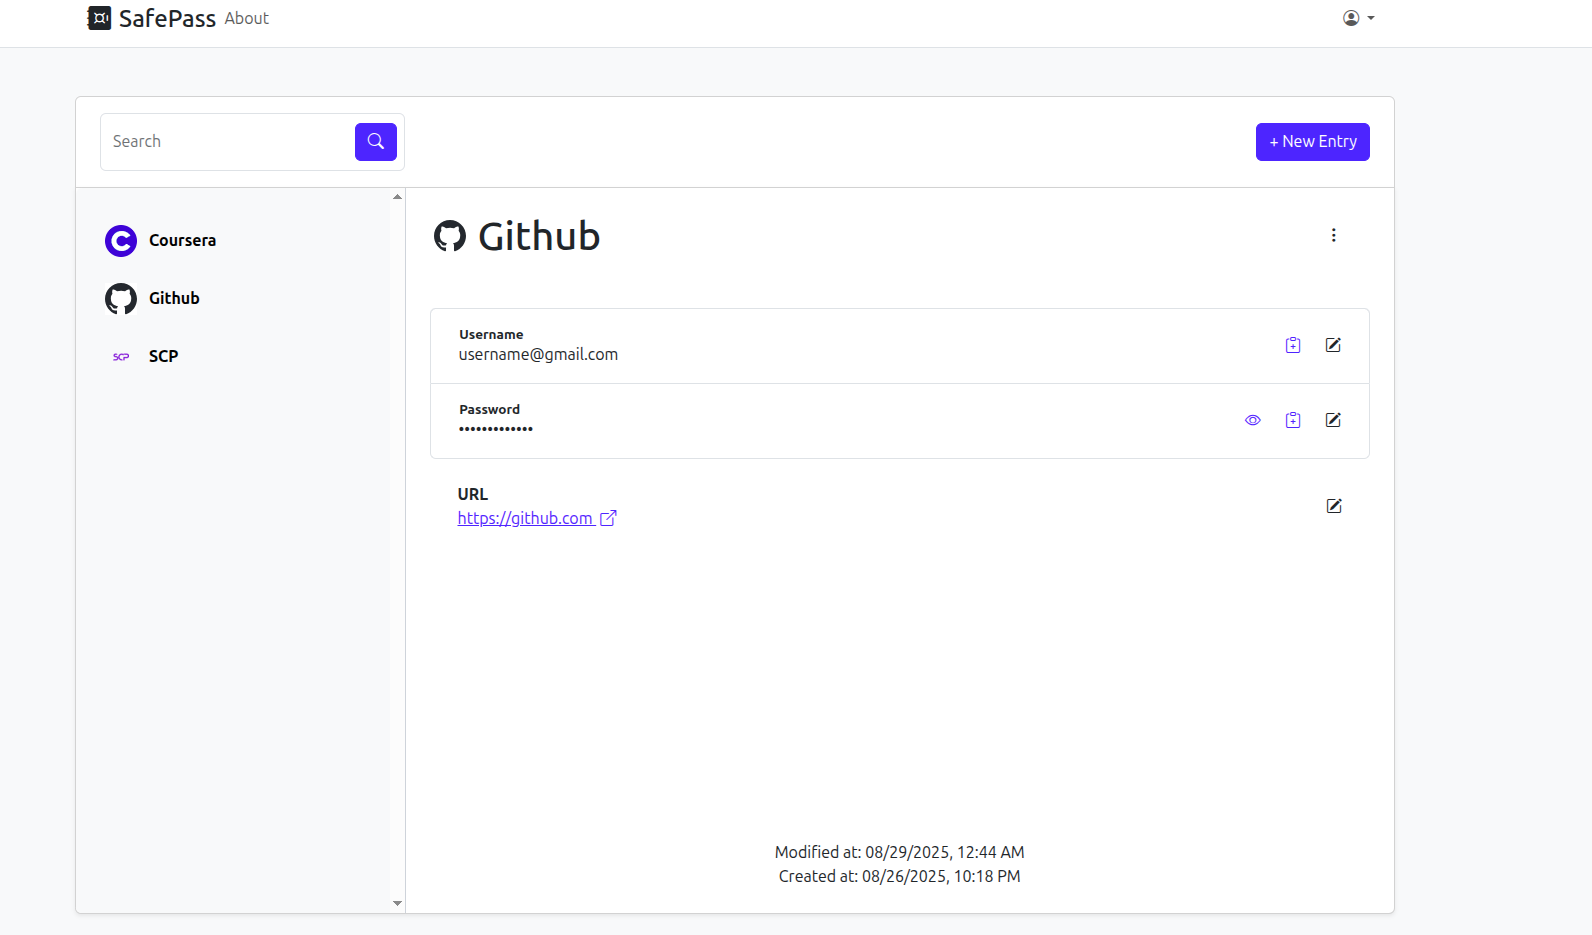 SafePass About
Search
+ New Entry
Coursera
Github
SCP
SCP
Github
Username
username@gmail.com
Password
•••••••••••••
URL
https://github.com
Modified at: 08/29/2025, 12:44 AM
Created at: 08/26/2025, 10:18 PM